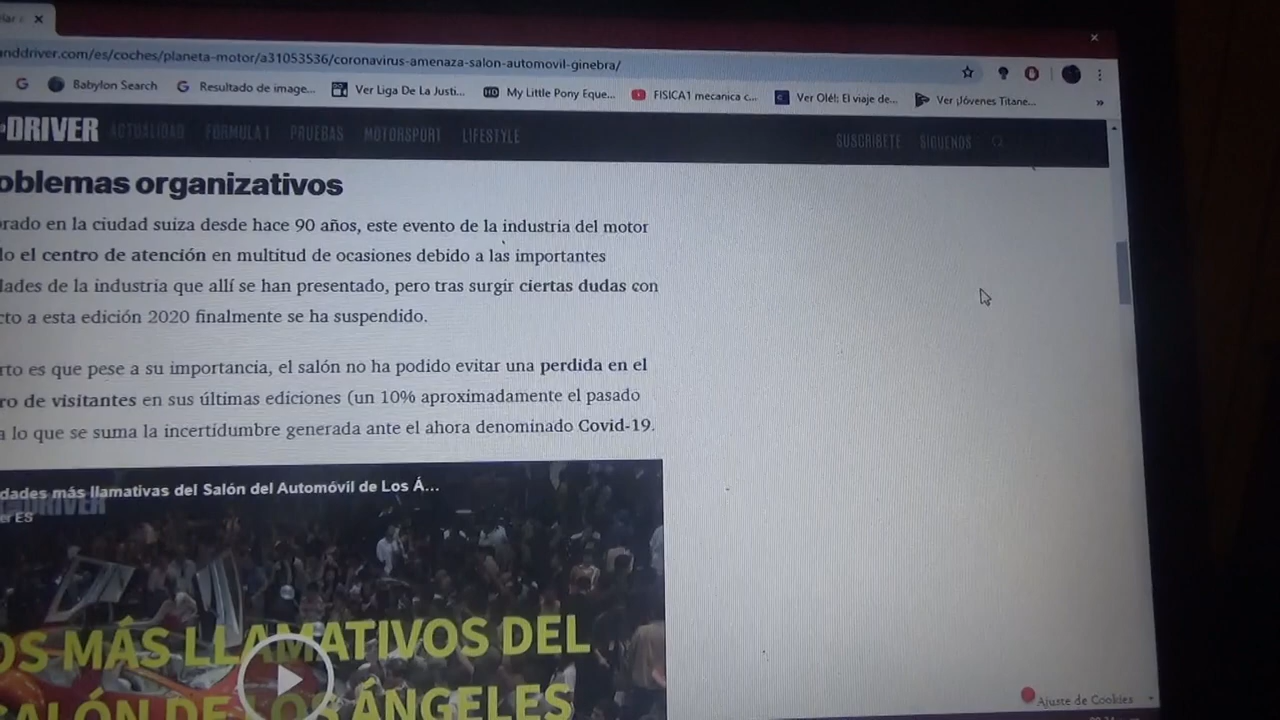 nddriver.com/es/coches/planeta-motor/a31053536/coronavirus-amenaza-salon-automovil-ginebra/
Babylon Search Resultado de image... Ver Liga De La Justi... My Little Pony Eque... FISICA1 mecanica c... Ver Olé!: El viaje de... Ver ¡Jóvenes Titane... »
DRIVER ACTUALIDAD FÓRMULA 1 PRUEBAS MOTORSPORT LIFESTYLE SUSCRÍBETE SÍGUENOS
oblemas organizativos
rado en la ciudad suiza desde hace 90 años, este evento de la industria del motor
do el centro de atención en multitud de ocasiones debido a las importantes
dades de la industria que allí se han presentado, pero tras surgir ciertas dudas con
cto a esta edición 2020 finalmente se ha suspendido.
rto es que pese a su importancia, el salón no ha podido evitar una perdida en el
ro de visitantes en sus últimas ediciones (un 10% aproximadamente el pasado
a lo que se suma la incertidumbre generada ante el ahora denominado Covid-19.
dades más llamativas del Salón del Automóvil de Los Á...
DRIVER
er ES
OS MÁS LLAMATIVOS DEL
ALÓN DE LOS ÁNGELES
Ajuste de Cookies